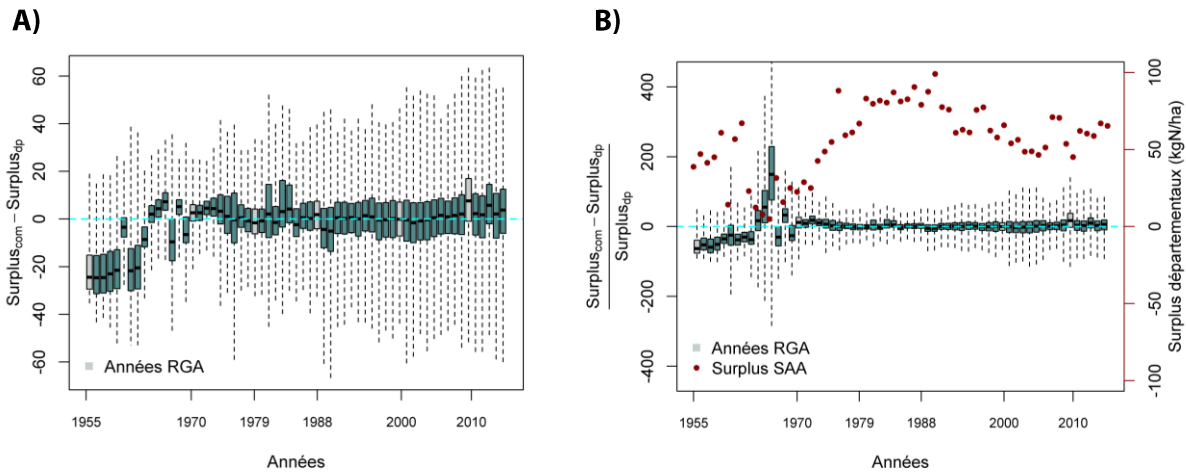 A)
60
40
20
0
-20
-40
-60
Surplus_com − Surplus_dp
Années RGA
1955 1970 1979 1988 2000 2010
Années
B)
400
200
0
-200
-400
Surplus_com − Surplus_dp
Surplus_dp
100
50
0
-50
-100
Surplus départementaux (kgN/ha)
Années RGA
Surplus SAA
1955 1970 1979 1988 2000 2010
Années